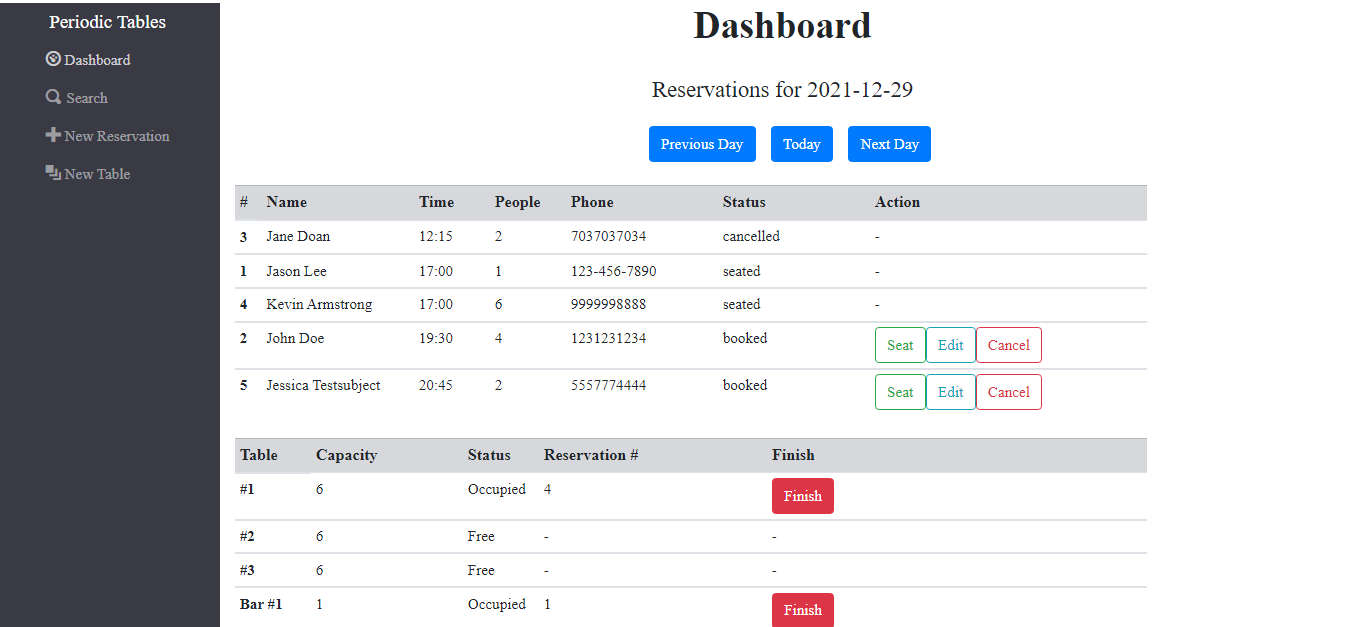 Periodic Tables
Dashboard
Search
New Reservation
New Table
Dashboard
Reservations for 2021-12-29
Previous Day Today Next Day
# Name Time People Phone Status Action
3 Jane Doan 12:15 2 7037037034 cancelled -
1 Jason Lee 17:00 1 123-456-7890 seated -
4 Kevin Armstrong 17:00 6 9999998888 seated -
2 John Doe 19:30 4 1231231234 booked Seat Edit Cancel
5 Jessica Testsubject 20:45 2 5557774444 booked Seat Edit Cancel
Table Capacity Status Reservation # Finish
#1 6 Occupied 4 Finish
#2 6 Free - -
#3 6 Free - -
Bar #1 1 Occupied 1 Finish